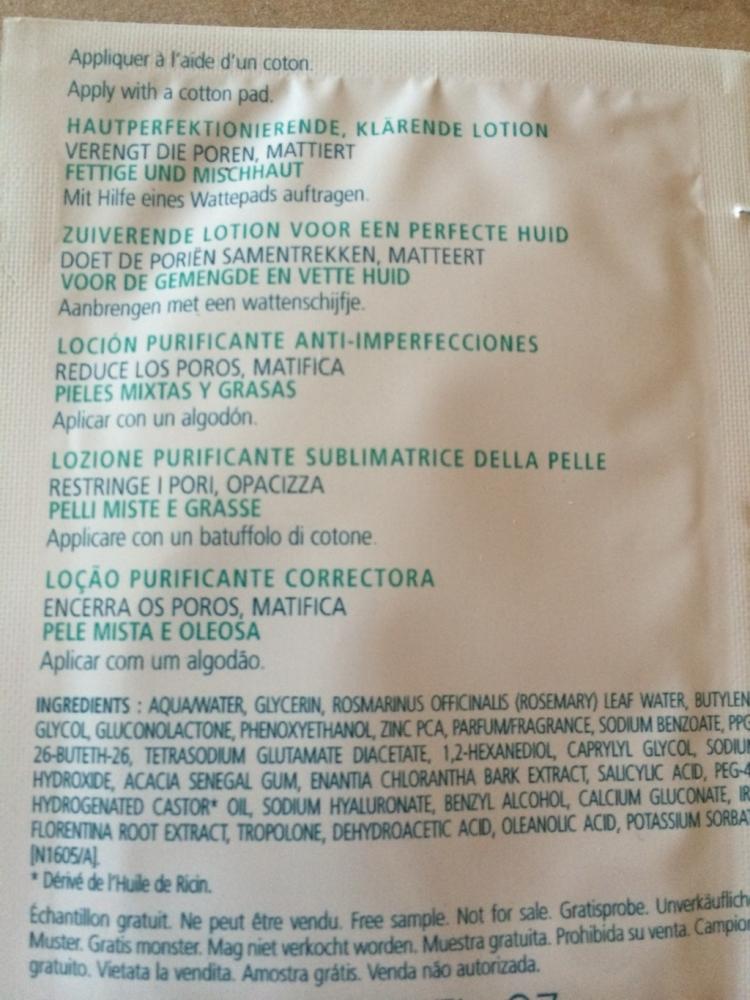 Appliquer à l'aide d'un coton.
Apply with a cotton pad.
HAUTPERFEKTIONIERENDE, KLÄRENDE LOTION
VERENGT DIE POREN, MATTIERT
FETTIGE UND MISCHHAUT
Mit Hilfe eines Wattepads auftragen.
ZUIVERENDE LOTION VOOR EEN PERFECTE HUID
DOET DE PORIËN SAMENTREKKEN, MATTEERT
VOOR DE GEMENGDE EN VETTE HUID
Aanbrengen met een wattenschijfje.
LOCIÓN PURIFICANTE ANTI-IMPERFECCIONES
REDUCE LOS POROS, MATIFICA
PIELES MIXTAS Y GRASAS
Aplicar con un algodón.
LOZIONE PURIFICANTE SUBLIMATRICE DELLA PELLE
RESTRINGE I PORI, OPACIZZA
PELLI MISTE E GRASSE
Applicare con un batuffolo di cotone.
LOÇÃO PURIFICANTE CORRECTORA
ENCERRA OS POROS, MATIFICA
PELE MISTA E OLEOSA
Aplicar com um algodão.
INGREDIENTS : AQUA/WATER, GLYCERIN, ROSMARINUS OFFICINALIS (ROSEMARY) LEAF WATER, BUTYLEN
GLYCOL, GLUCONOLACTONE, PHENOXYETHANOL, ZINC PCA, PARFUM/FRAGRANCE, SODIUM BENZOATE, PPG
26-BUTETH-26, TETRASODIUM GLUTAMATE DIACETATE, 1,2-HEXANEDIOL, CAPRYLYL GLYCOL, SODIUM
HYDROXIDE, ACACIA SENEGAL GUM, ENANTIA CHLORANTHA BARK EXTRACT, SALICYLIC ACID, PEG-4
HYDROGENATED CASTOR* OIL, SODIUM HYALURONATE, BENZYL ALCOHOL, CALCIUM GLUCONATE, IR
FLORENTINA ROOT EXTRACT, TROPOLONE, DEHYDROACETIC ACID, OLEANOLIC ACID, POTASSIUM SORBA
[N1605/A].
* Dérivé de l'Huile de Ricin.
Échantillon gratuit. Ne peut être vendu. Free sample. Not for sale. Gratisprobe. Unverkäuflich
Muster. Gratis monster. Mag niet verkocht worden. Muestra gratuita. Prohibida su venta. Campion
gratuito. Vietata la vendita. Amostra grátis. Venda não autorizada.